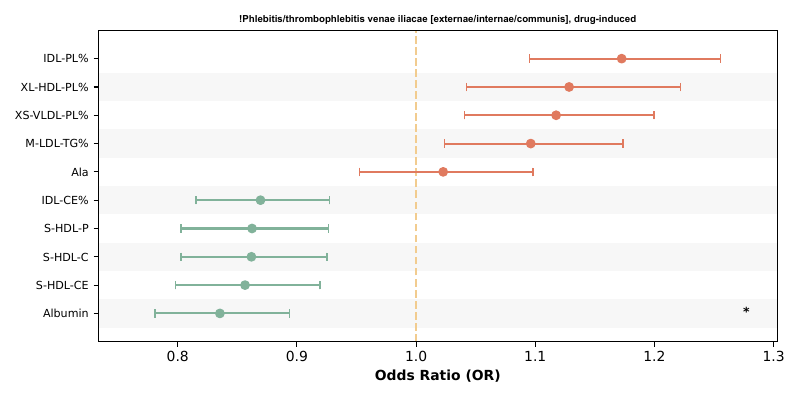 !Phlebitis/thrombophlebitis venae iliacae [externae/internae/communis], drug-induced
IDL-PL%
XL-HDL-PL%
XS-VLDL-PL%
M-LDL-TG%
Ala
IDL-CE%
S-HDL-P
S-HDL-C
S-HDL-CE
Albumin *
0.8 0.9 1.0 1.1 1.2 1.3
Odds Ratio (OR)